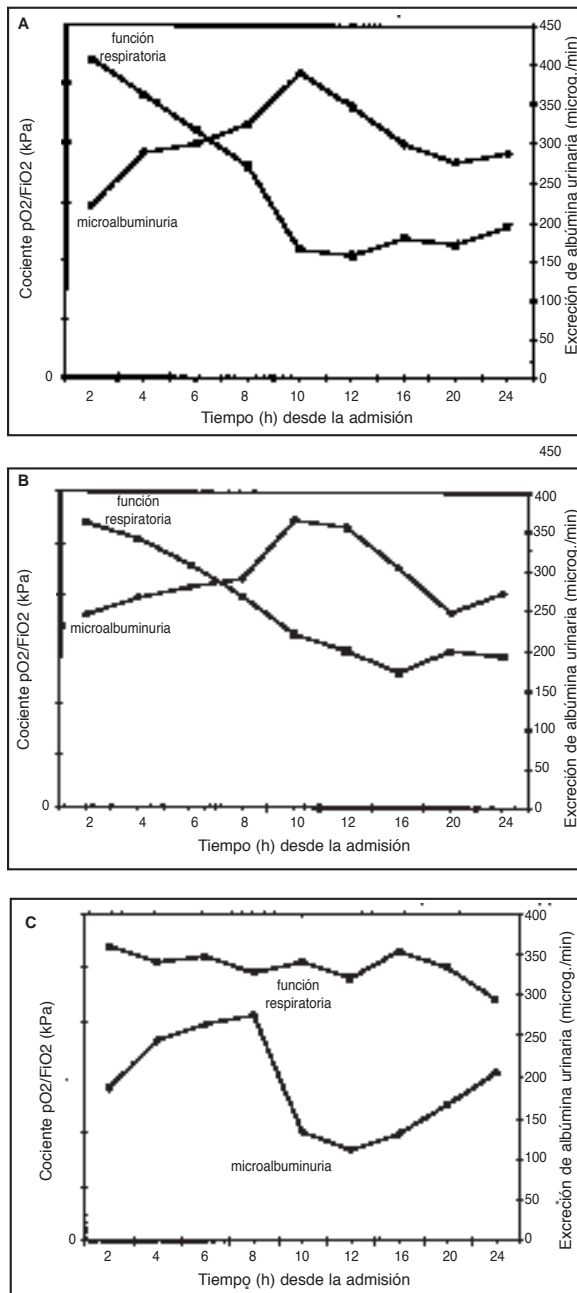 A
función
respiratoria
microalbuminuria
Cociente pO2/FiO2 (kPa)
0
450
400
350
300
250
200
150
100
50
0
Excreción de albúmina urinaria (microg./min)
2 4 6 8 10 12 16 20 24
Tiempo (h) desde la admisión
450
B
función
respiratoria
microalbuminuria
Cociente pO2/FiO2 (kPa)
0
400
350
300
250
200
150
100
50
0
Excreción de albúmina urinaria (microg./min)
2 4 6 8 10 12 16 20 24
Tiempo (h) desde la admisión
C
función
respiratoria
microalbuminuria
Cociente pO2/FiO2 (kPa)
0
400
350
300
250
200
150
100
50
0
Excreción de albúmina urinaria (microg./min)
2 4 6 8 10 12 16 20 24
Tiempo (h) desde la admisión